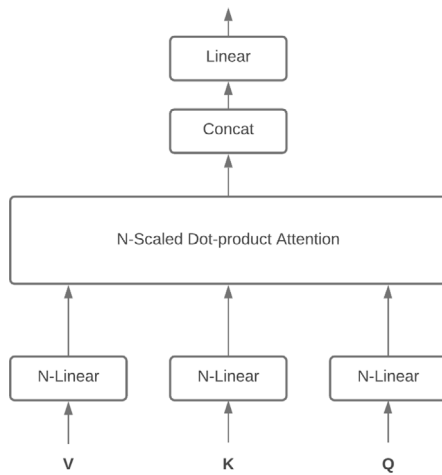 Linear
Concat
N-Scaled Dot-product Attention
N-Linear N-Linear N-Linear
V K Q